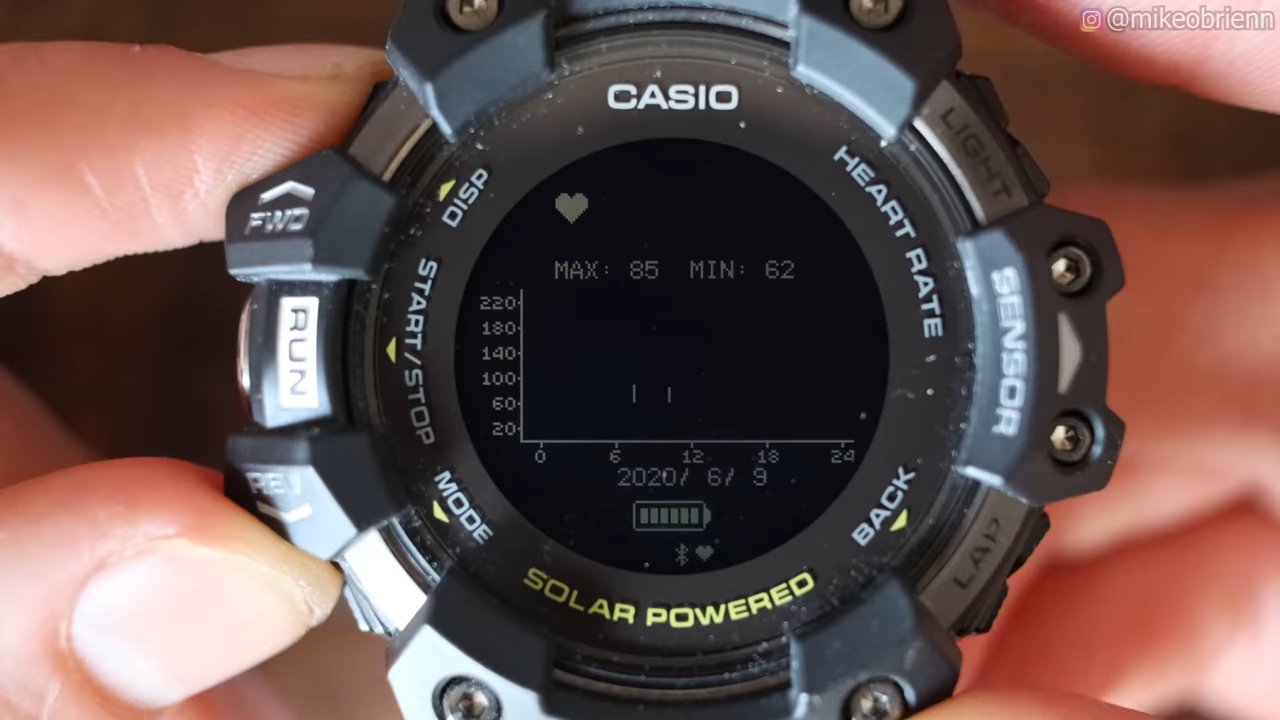 @mikeobrienn
CASIO
LIGHT
FWD
DISP
HEART RATE
MAX: 85 MIN: 62
START/STOP
RUN
SENSOR
220
180
140
100
60
20
0 6 12 18 24
2020/ 6/ 9
REV
MODE
BACK
LAP
SOLAR POWERED